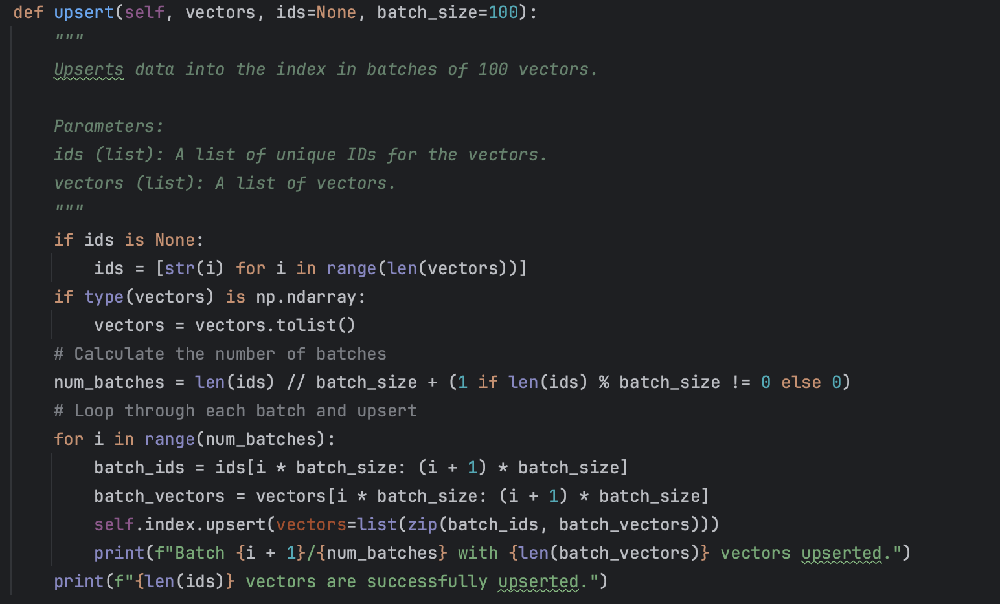 def upsert(self, vectors, ids=None, batch_size=100):
    """
    Upserts data into the index in batches of 100 vectors.

    Parameters:
    ids (list): A list of unique IDs for the vectors.
    vectors (list): A list of vectors.
    """
    if ids is None:
        ids = [str(i) for i in range(len(vectors))]
    if type(vectors) is np.ndarray:
        vectors = vectors.tolist()
    # Calculate the number of batches
    num_batches = len(ids) // batch_size + (1 if len(ids) % batch_size != 0 else 0)
    # Loop through each batch and upsert
    for i in range(num_batches):
        batch_ids = ids[i * batch_size: (i + 1) * batch_size]
        batch_vectors = vectors[i * batch_size: (i + 1) * batch_size]
        self.index.upsert(vectors=list(zip(batch_ids, batch_vectors)))
        print(f"Batch {i + 1}/{num_batches} with {len(batch_vectors)} vectors upserted.")
    print(f"{len(ids)} vectors are successfully upserted.")